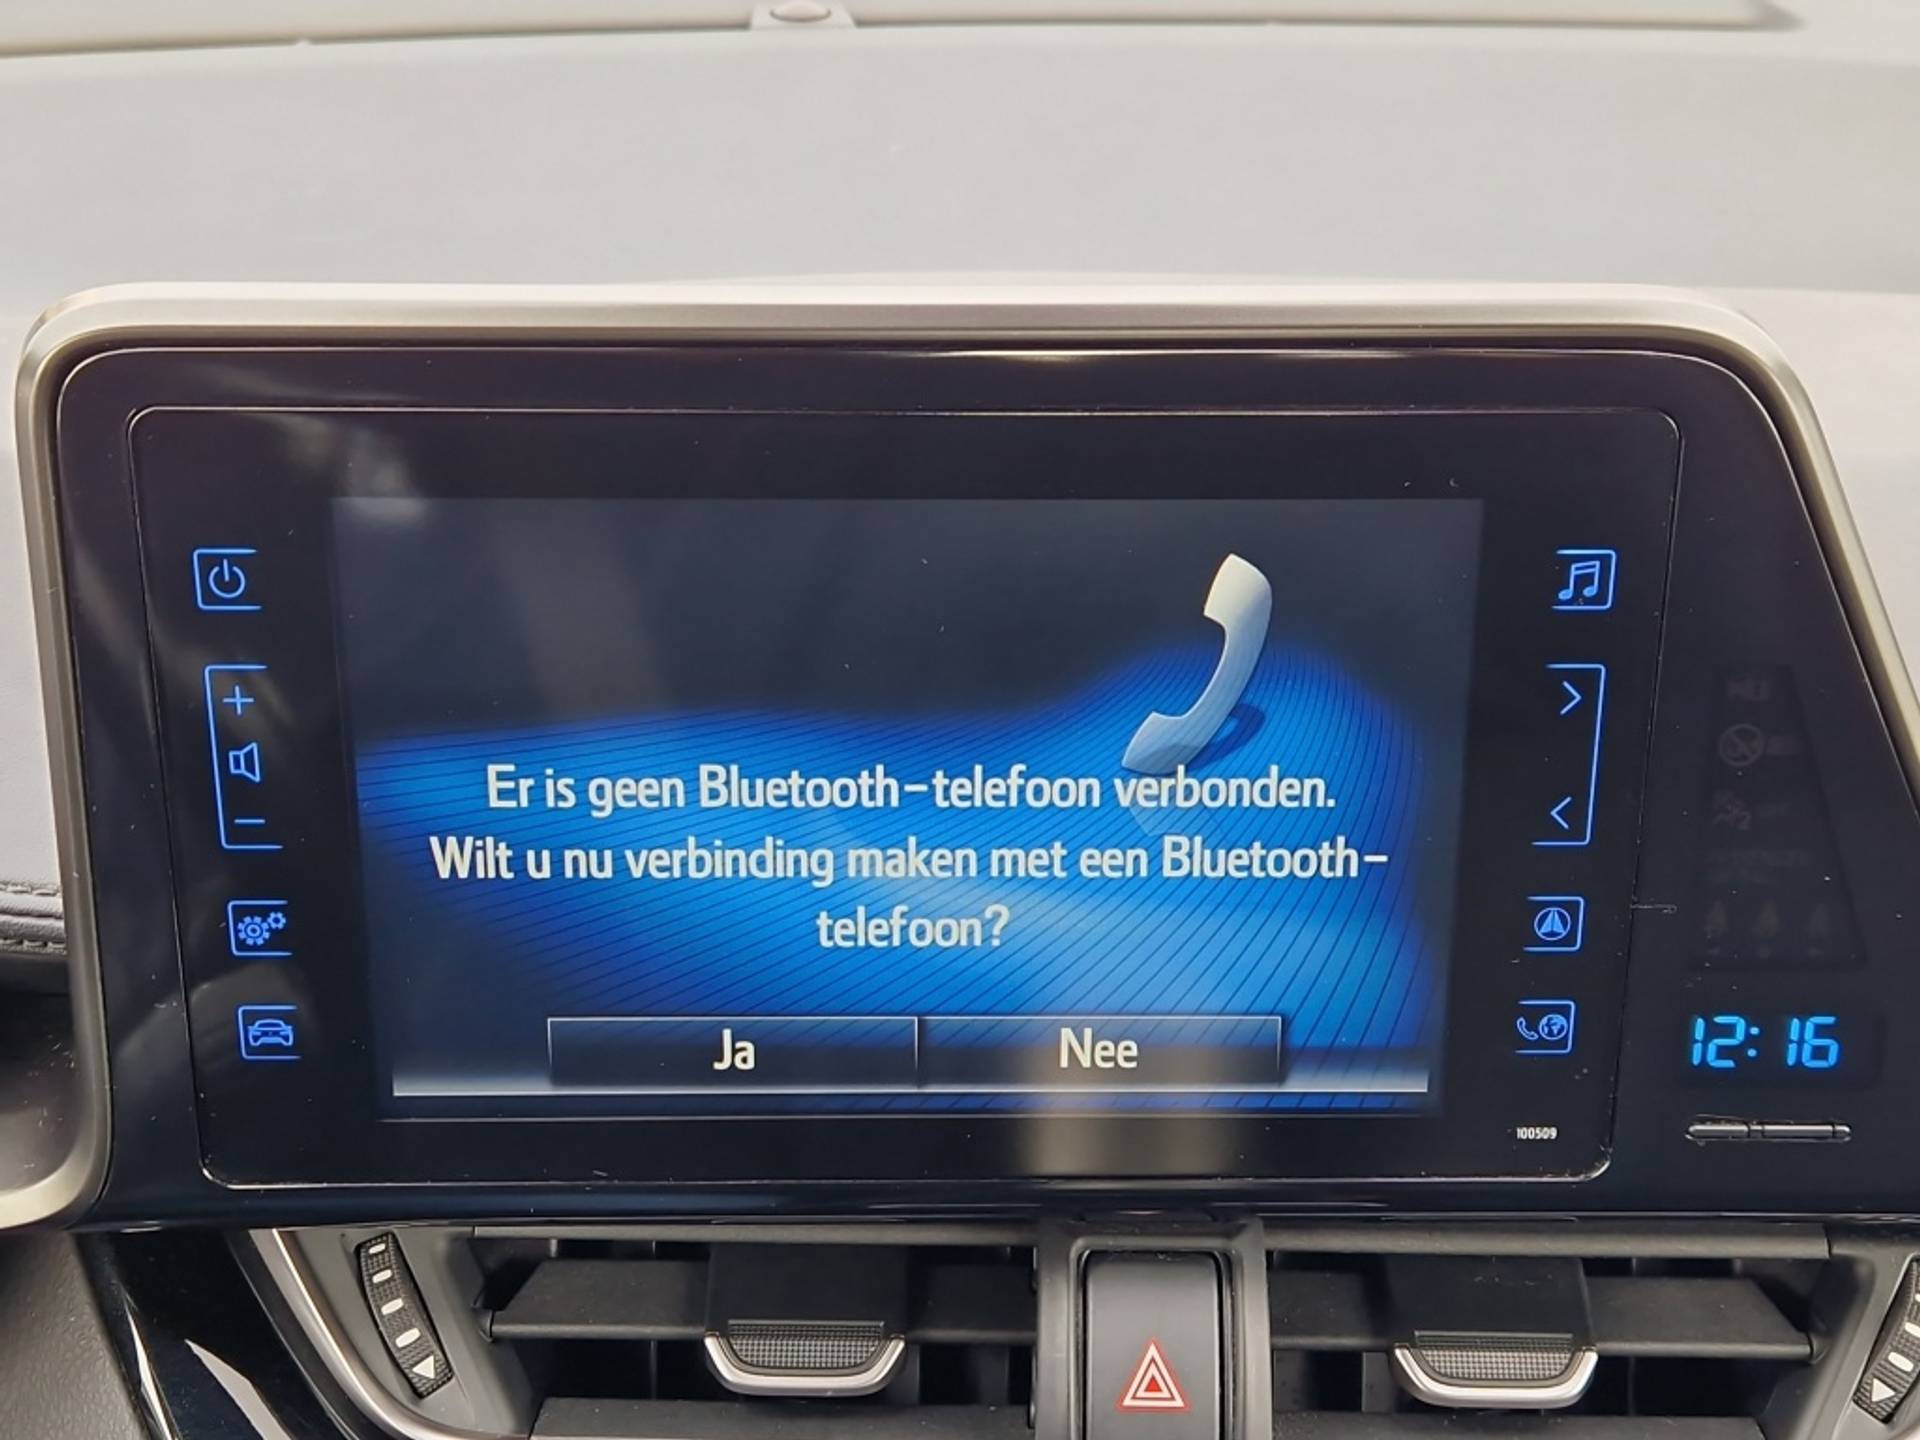 Er is geen Bluetooth-telefoon verbonden.
Wilt u nu verbinding maken met een Bluetooth-
telefoon?
Ja
Nee
12:16
100509